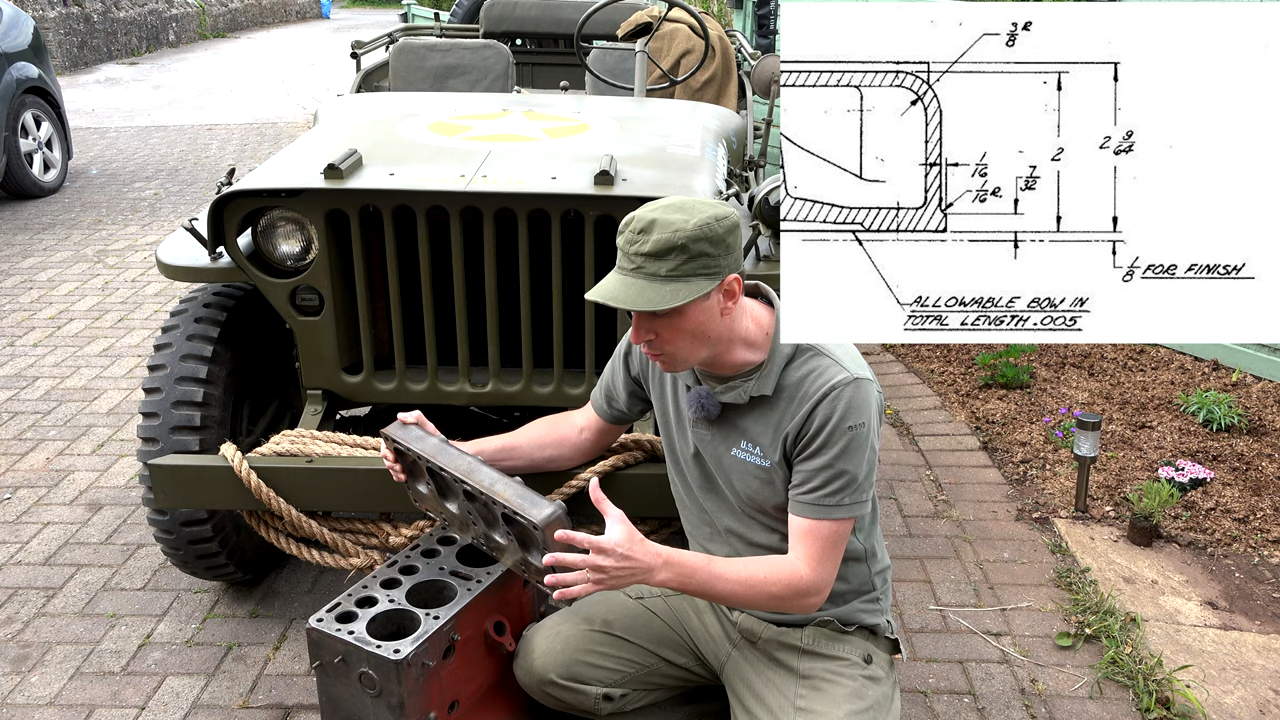 3/8 R
2 9/64
2
1/16
7/32
1/16 R.
1/8 FOR FINISH
ALLOWABLE BOW IN
TOTAL LENGTH .005
U.S.A.
20202852